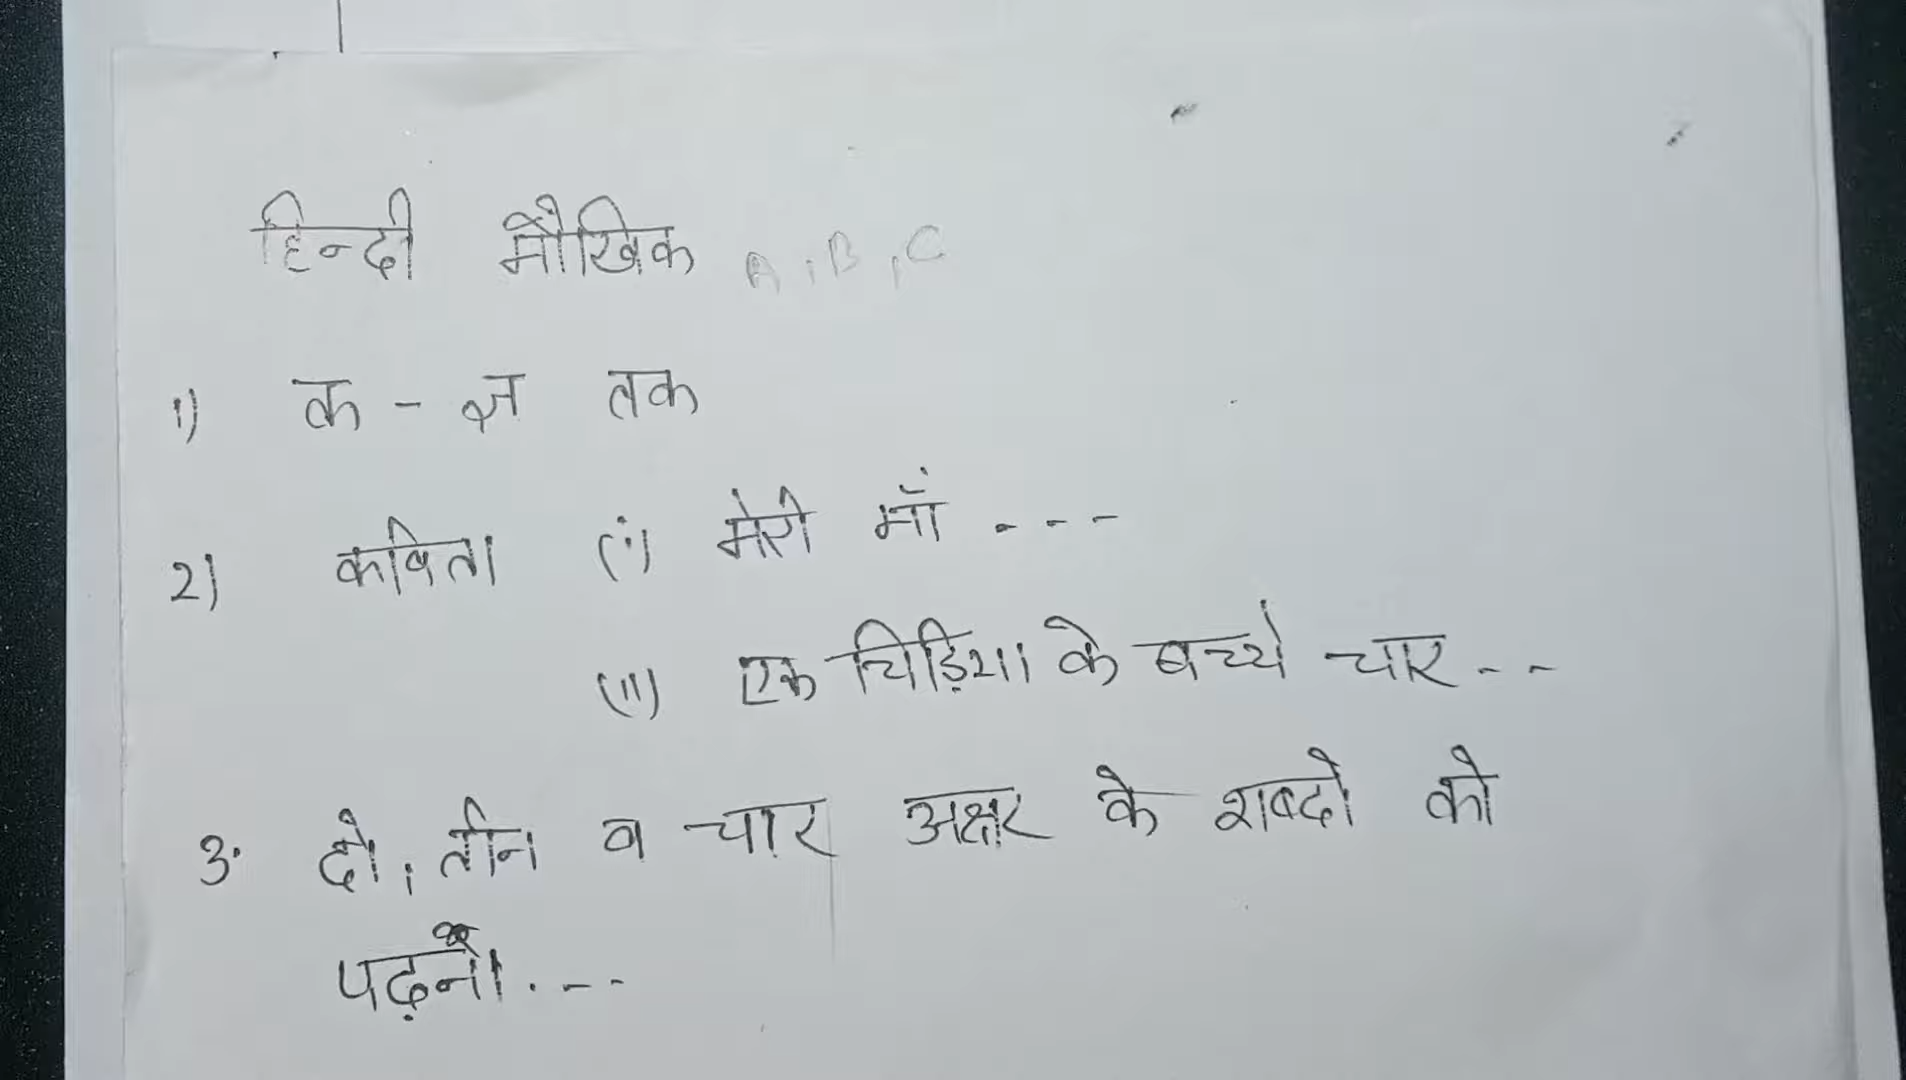 हिन्दी मौखिक A, B, C
1) क - ज्ञ तक
2) कविता (i) मेरी माँ ---
(ii) एक चिड़िया के बच्चे चार --
3. दो, तीन व चार अक्षर के शब्दो को
पढ़ना . ---